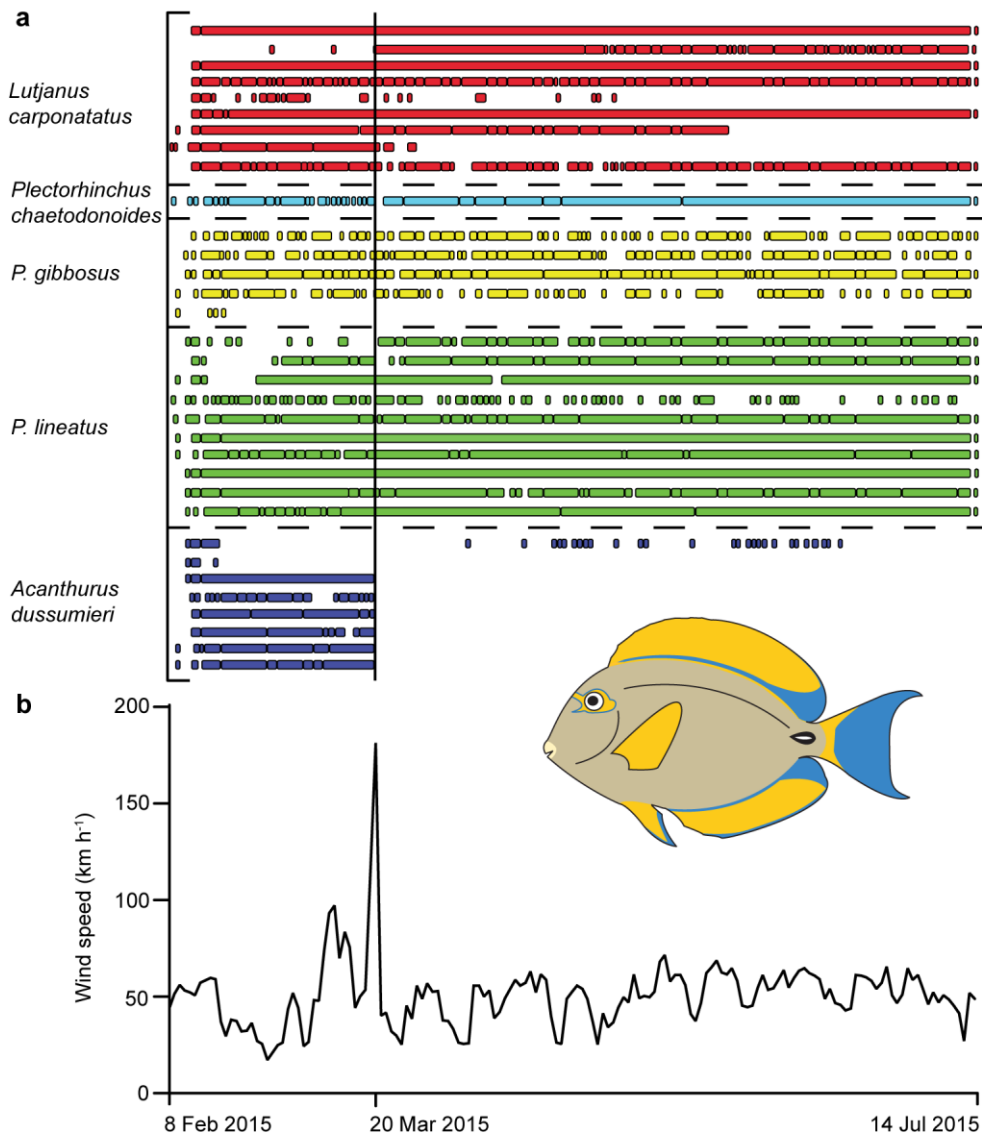 a
Lutjanus
carponatatus
Plectorhinchus
chaetodonoides
P. gibbosus
P. lineatus
Acanthurus
dussumieri
b
200
150
100
50
0
Wind speed (km h⁻¹)
8 Feb 2015
20 Mar 2015
14 Jul 2015